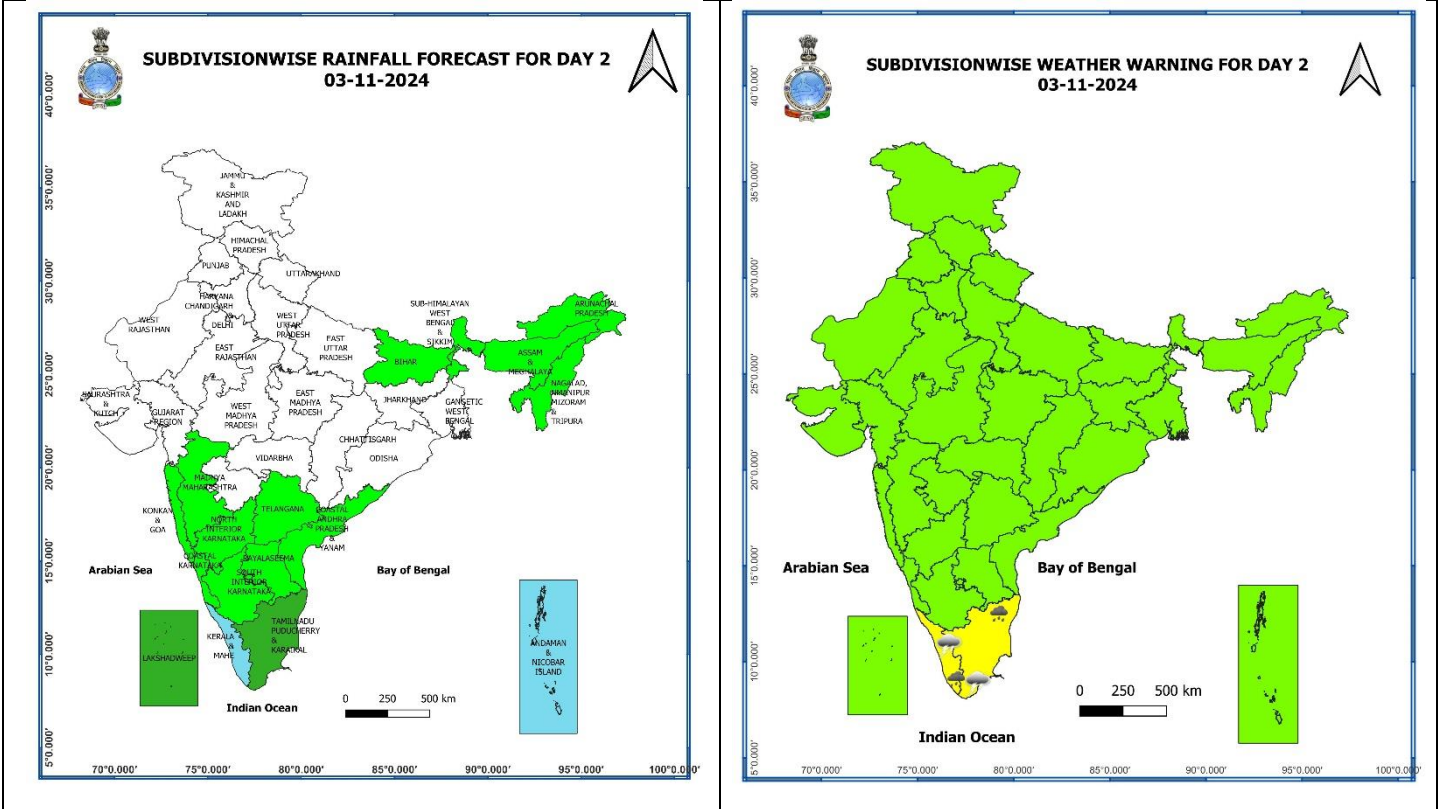 SUBDIVISIONWISE RAINFALL FORECAST FOR DAY 2
03-11-2024
40°0.000'
35°0.000'
30°0.000'
25°0.000'
20°0.000'
15°0.000'
10°0.000'
5°0.000'
JAMMU
&
KASHMIR
AND
LADAKH
HIMACHAL
PRADESH
PUNJAB
UTTARAKHAND
HARYANA
CHANDIGARH
&
DELHI
WEST
RAJASTHAN
WEST
UTTAR
PRADESH
EAST
RAJASTHAN
EAST
UTTAR
PRADESH
SUB-HIMALAYAN
WEST
BENGAL
&
SIKKIM
ARUNACHAL
PRADESH
BIHAR
ASSAM
&
MEGHALAYA
NAGALAD,
MANIPUR
MIZORAM
&
TRIPURA
SAURASHTRA
&
KUTCH
GUJARAT
REGION
WEST
MADHYA
PRADESH
EAST
MADHYA
PRADESH
JHARKHAND
GANGETIC
WEST
BENGAL
CHHATTISGARH
VIDARBHA
ODISHA
MADHYA
MAHARASHTRA
KONKAN
&
GOA
NORTH
INTERIOR
KARNATAKA
TELANGANA
COASTAL
ANDHRA
PRADESH
&
YANAM
COASTAL
KARNATAKA
RAYALASEEMA
SOUTH
INTERIOR
KARNATAKA
Arabian Sea
Bay of Bengal
LAKSHADWEEP
KERALA
&
MAHE
TAMILNADU
PUDUCHERRY
&
KARAIKAL
ANDAMAN
&
NICOBAR
ISLAND
0 250 500 km
Indian Ocean
70°0.000' 75°0.000' 80°0.000' 85°0.000' 90°0.000' 95°0.000' 100°0.000'
SUBDIVISIONWISE WEATHER WARNING FOR DAY 2
03-11-2024
40°0.000'
35°0.000'
30°0.000'
25°0.000'
20°0.000'
15°0.000'
10°0.000'
5°0.000'
Arabian Sea
Bay of Bengal
0 250 500 km
Indian Ocean
70°0.000' 75°0.000' 80°0.000' 85°0.000' 90°0.000' 95°0.000' 100°0.000'